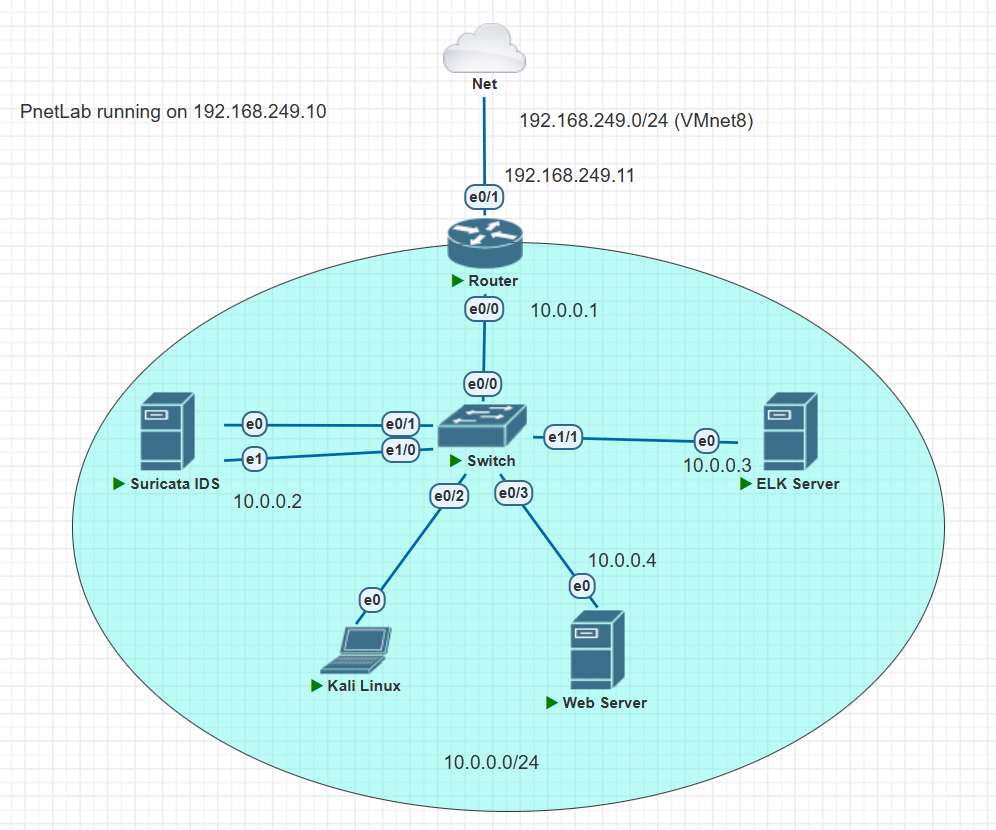 Net
PnetLab running on 192.168.249.10
192.168.249.0/24 (VMnet8)
192.168.249.11
e0/1
Router
e0/0
10.0.0.1
e0/0
e0
e0/1
e1/1
e0
e1
e1/0
Switch
10.0.0.3
Suricata IDS
ELK Server
10.0.0.2
e0/2
e0/3
10.0.0.4
e0
e0
Kali Linux
Web Server
10.0.0.0/24